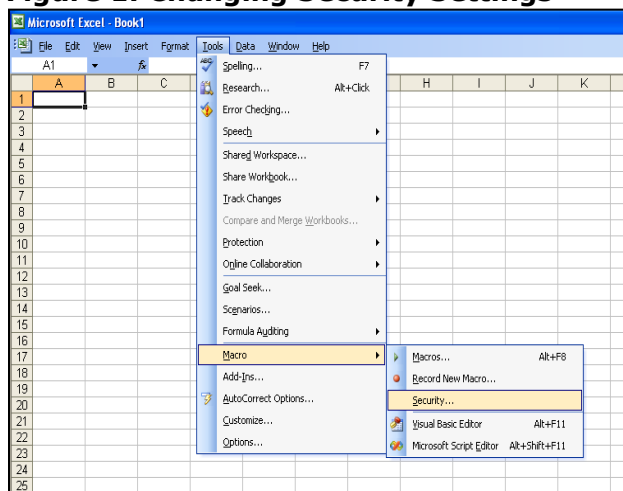 Figure 1. Changing Security Settings
Microsoft Excel - Book1
File Edit View Insert Format Tools Data Window Help
A1 fx
A B C H I J K
Spelling... F7
Research... Alt+Click
Error Checking...
Speech
Shared Workspace...
Share Workbook...
Track Changes
Compare and Merge Workbooks...
Protection
Online Collaboration
Goal Seek...
Scenarios...
Formula Auditing
Macro
Add-Ins...
AutoCorrect Options...
Customize...
Options...
Macros... Alt+F8
Record New Macro...
Security...
Visual Basic Editor Alt+F11
Microsoft Script Editor Alt+Shift+F11
1
2
3
4
5
6
7
8
9
10
11
12
13
14
15
16
17
18
19
20
21
22
23
24
25